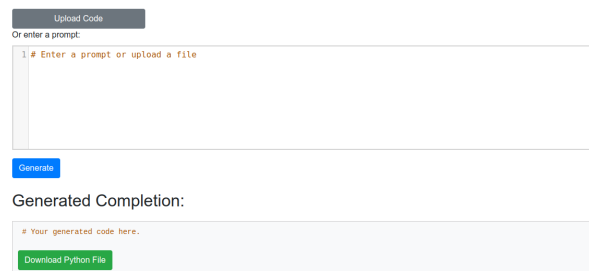 Upload Code
Or enter a prompt:
1 # Enter a prompt or upload a file
Generate
Generated Completion:
# Your generated code here.
Download Python File